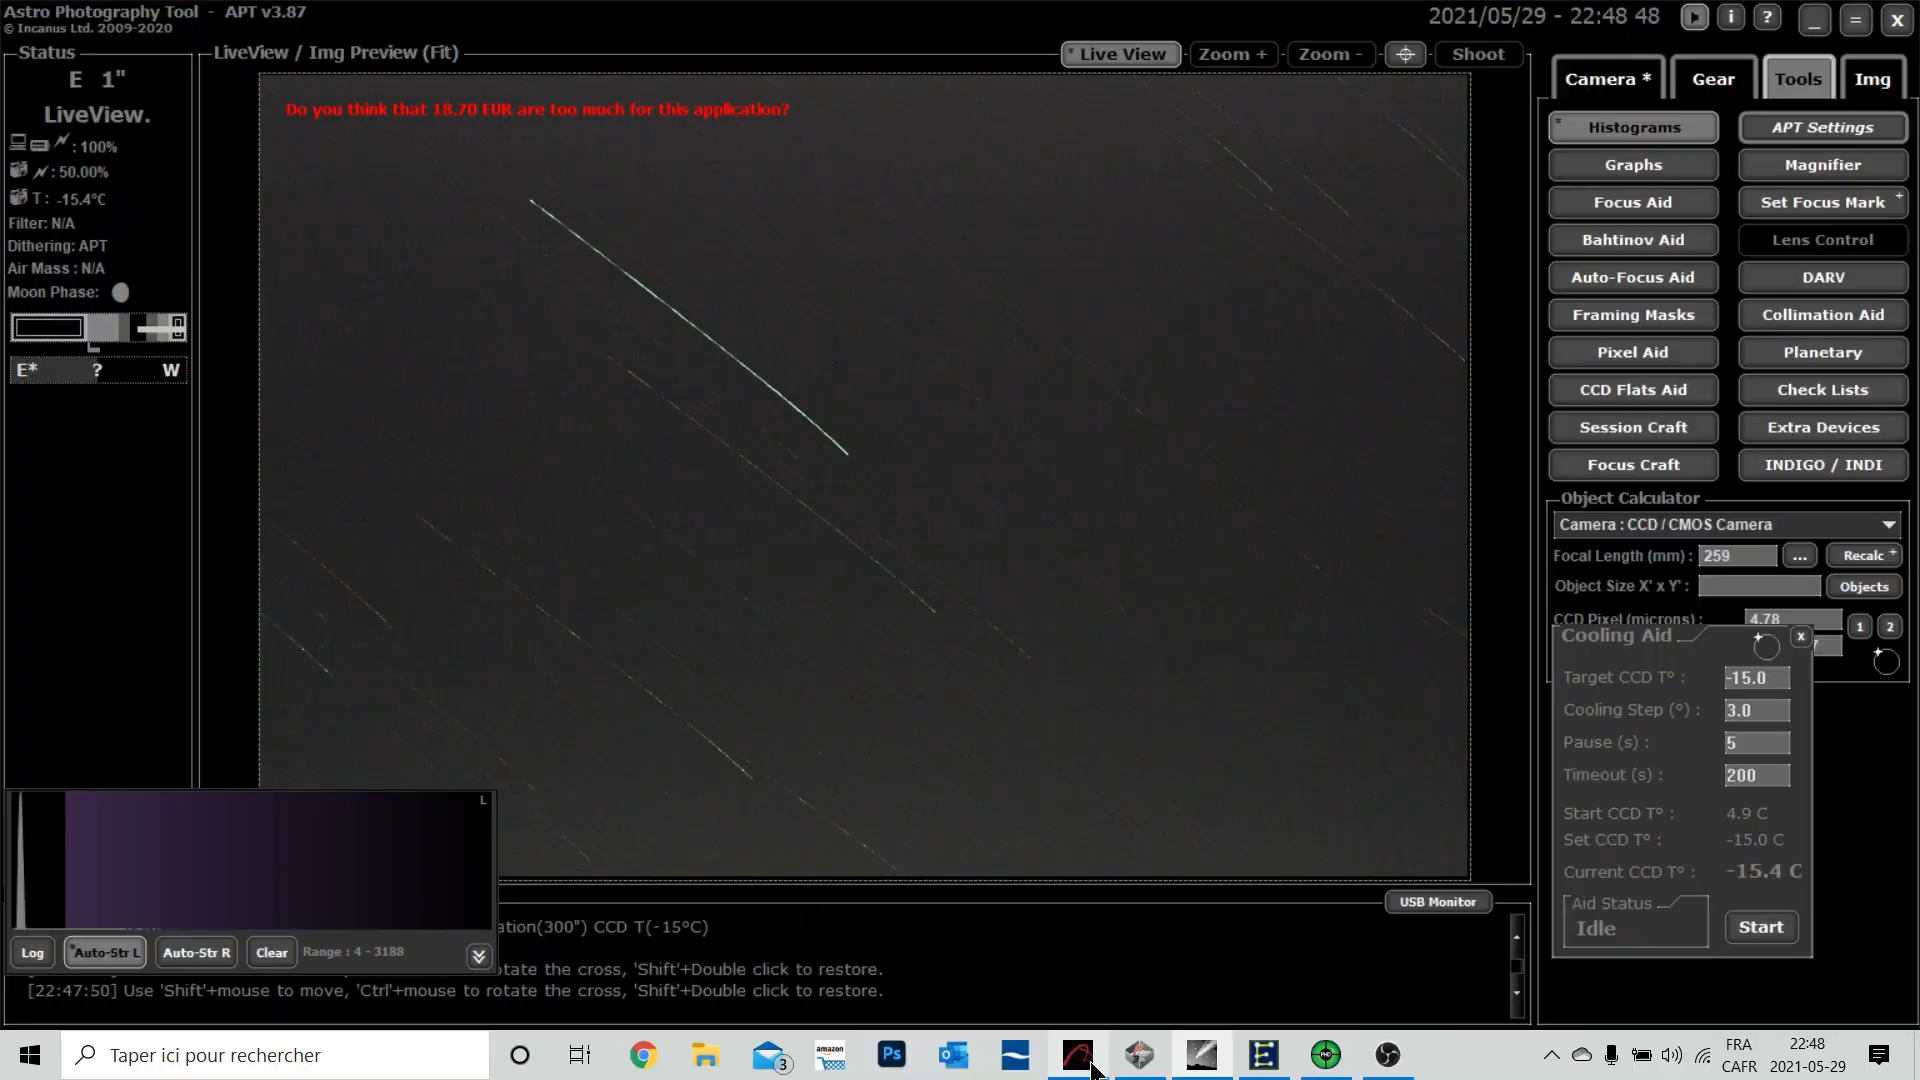 Astro Photography Tool - APT v3.87
© Incanus Ltd. 2009-2020
2021/05/29 - 22:48 48
i
?
_
=
X
Status
E 1"
LiveView.
: 100%
: 50.00%
T: -15.4°C
Filter: N/A
Dithering: APT
Air Mass : N/A
Moon Phase:
E* ? W
LiveView / Img Preview (Fit)
* Live View
Zoom +
Zoom -
Shoot
Do you think that 18.70 EUR are too much for this application?
Camera *
Gear
Tools
Img
* Histograms
APT Settings
Graphs
Magnifier
Focus Aid
Set Focus Mark +
Bahtinov Aid
Lens Control
Auto-Focus Aid
DARV
Framing Masks
Collimation Aid
Pixel Aid
Planetary
CCD Flats Aid
Check Lists
Session Craft
Extra Devices
Focus Craft
INDIGO / INDI
Object Calculator
Camera : CCD / CMOS Camera
Focal Length (mm) : 259 ... Recalc +
Object Size X' x Y' : Objects
CCD Pixel (microns) : 4.78 1 2
Cooling Aid x
Target CCD T° : -15.0
Cooling Step (°) : 3.0
Pause (s) : 5
Timeout (s) : 200
Start CCD T° : 4.9 C
Set CCD T° : -15.0 C
Current CCD T° : -15.4 C
Aid Status
Idle
Start
L
Log
*Auto-Str L
Auto-Str R
Clear
Range : 4 - 3188
USB Monitor
ation(300") CCD T(-15°C)
tate the cross, 'Shift'+Double click to restore.
[22:47:50] Use 'Shift'+mouse to move, 'Ctrl'+mouse to rotate the cross, 'Shift'+Double click to restore.
Taper ici pour rechercher
3
amazon
Ps
E
PHD
FRA
CAFR
22:48
2021-05-29